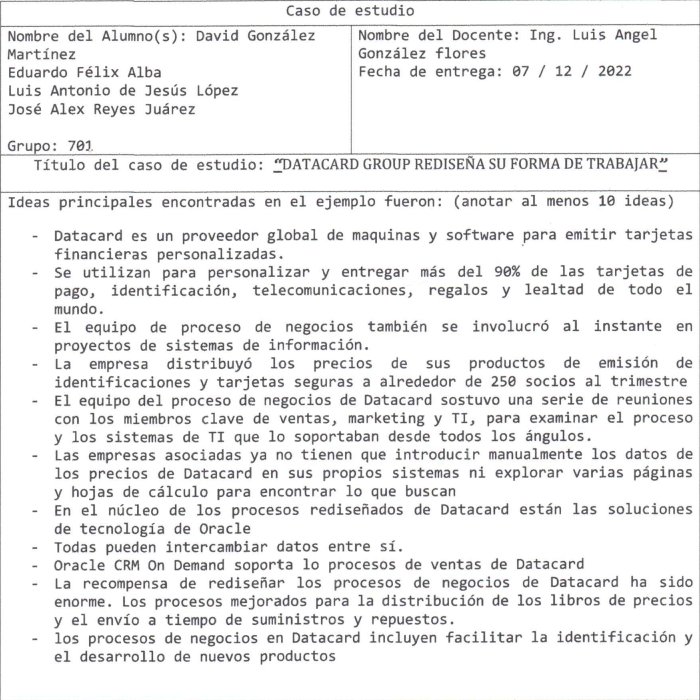 Caso de estudio
Nombre del Alumno(s): David González
Martínez
Eduardo Félix Alba
Luis Antonio de Jesús López
José Alex Reyes Juárez
Grupo: 701
Nombre del Docente: Ing. Luis Angel
González flores
Fecha de entrega: 07 / 12 / 2022
Título del caso de estudio: "DATACARD GROUP REDISEÑA SU FORMA DE TRABAJAR"
Ideas principales encontradas en el ejemplo fueron: (anotar al menos 10 ideas)
- Datacard es un proveedor global de maquinas y software para emitir tarjetas
financieras personalizadas.
- Se utilizan para personalizar y entregar más del 90% de las tarjetas de
pago, identificación, telecomunicaciones, regalos y lealtad de todo el
mundo.
- El equipo de proceso de negocios también se involucró al instante en
proyectos de sistemas de información.
- La empresa distribuyó los precios de sus productos de emisión de
identificaciones y tarjetas seguras a alrededor de 250 socios al trimestre
- El equipo del proceso de negocios de Datacard sostuvo una serie de reuniones
con los miembros clave de ventas, marketing y TI, para examinar el proceso
y los sistemas de TI que lo soportaban desde todos los ángulos.
- Las empresas asociadas ya no tienen que introducir manualmente los datos de
los precios de Datacard en sus propios sistemas ni explorar varias páginas
y hojas de cálculo para encontrar lo que buscan
- En el núcleo de los procesos rediseñados de Datacard están las soluciones
de tecnología de Oracle
- Todas pueden intercambiar datos entre sí.
- Oracle CRM On Demand soporta lo procesos de ventas de Datacard
- La recompensa de rediseñar los procesos de negocios de Datacard ha sido
enorme. Los procesos mejorados para la distribución de los libros de precios
y el envío a tiempo de suministros y repuestos.
- los procesos de negocios en Datacard incluyen facilitar la identificación y
el desarrollo de nuevos productos